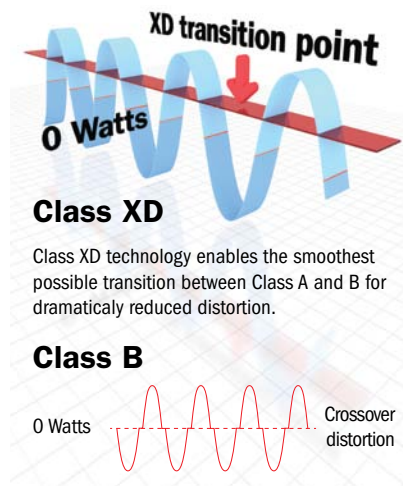 XD transition point
0 Watts
Class XD
Class XD technology enables the smoothest
possible transition between Class A and B for
dramaticaly reduced distortion.
Class B
0 Watts
Crossover
distortion